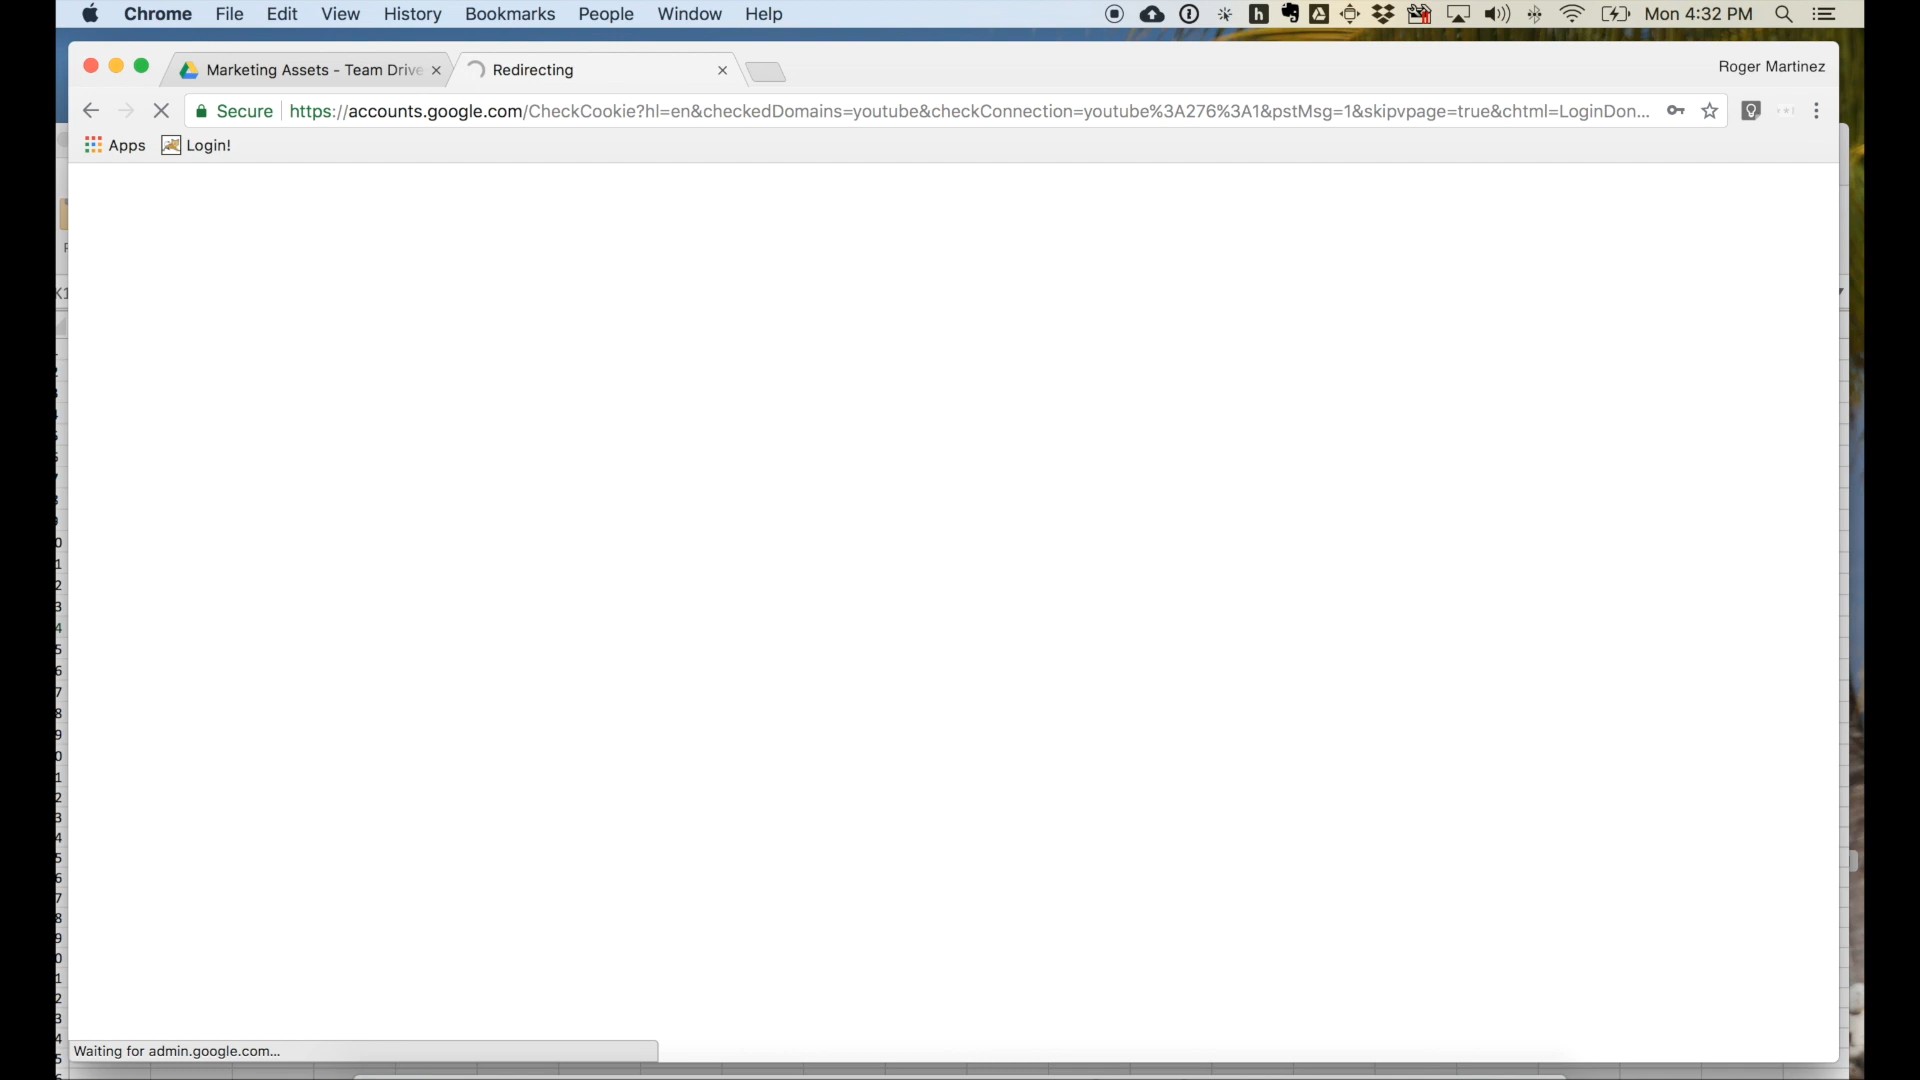 Chrome File Edit View History Bookmarks People Window Help Mon 4:32 PM
Marketing Assets - Team Drive Redirecting Roger Martinez
Secure https://accounts.google.com/CheckCookie?hl=en&checkedDomains=youtube&checkConnection=youtube%3A276%3A1&pstMsg=1&skipvpage=true&chtml=LoginDon...
Apps Login!
Waiting for admin.google.com...